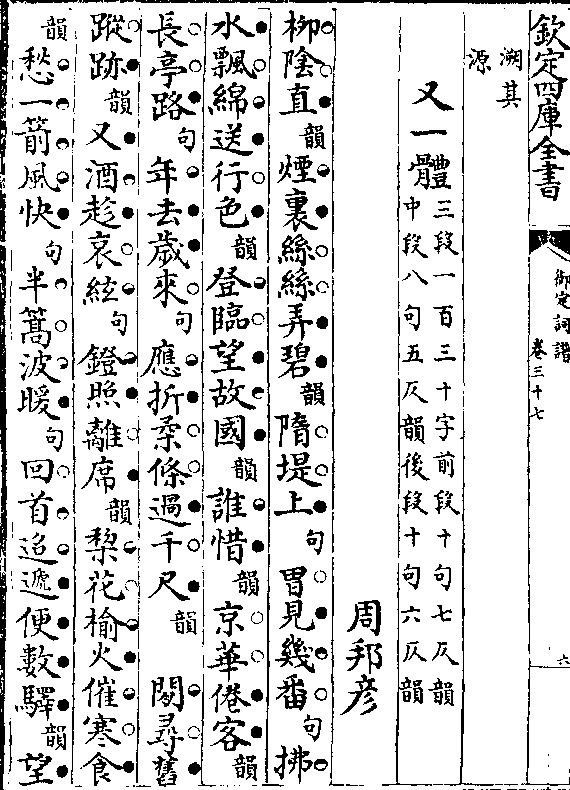 欽定四庫全書
御定詞譜
卷三十七
六
溯其
源
又一體三段一百三十字前段十句七仄韻
中段八句五仄韻後段十句六仄韻
周邦彦
柳陰直韻煙裏絲絲弄碧韻隋堤上句曽見幾番句拂
水飄綿送行色韻登臨望故國韻誰惜韻京華倦客韻
長亭路句年去歲來句應折柔條過千尺韻 閑尋舊
蹤跡韻又酒趁哀絃句鐙照離席韻梨花榆火催寒食
韻愁一箭風快句半篙波暖句回首迢遞便數驛韻望